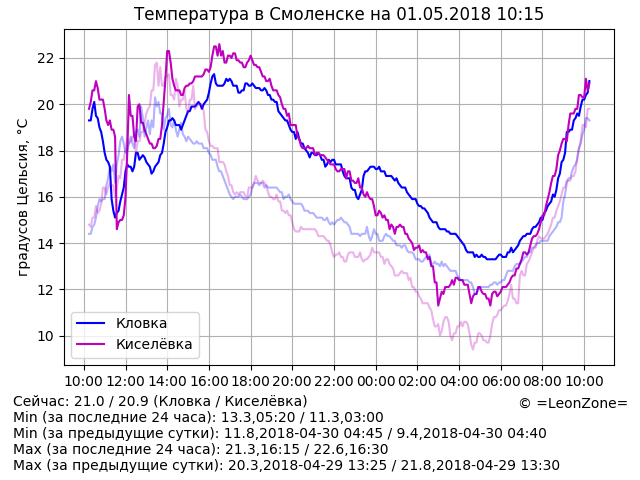 Температура в Смоленске на 01.05.2018 10:15
градусов Цельсия, °C
22
20
18
16
14
12
10
Кловка
Киселёвка
10:00 12:00 14:00 16:00 18:00 20:00 22:00 00:00 02:00 04:00 06:00 08:00 10:00
Сейчас: 21.0 / 20.9 (Кловка / Киселёвка)
© =LeonZone=
Min (за последние 24 часа): 13.3,05:20 / 11.3,03:00
Min (за предыдущие сутки): 11.8,2018-04-30 04:45 / 9.4,2018-04-30 04:40
Max (за последние 24 часа): 21.3,16:15 / 22.6,16:30
Max (за предыдущие сутки): 20.3,2018-04-29 13:25 / 21.8,2018-04-29 13:30